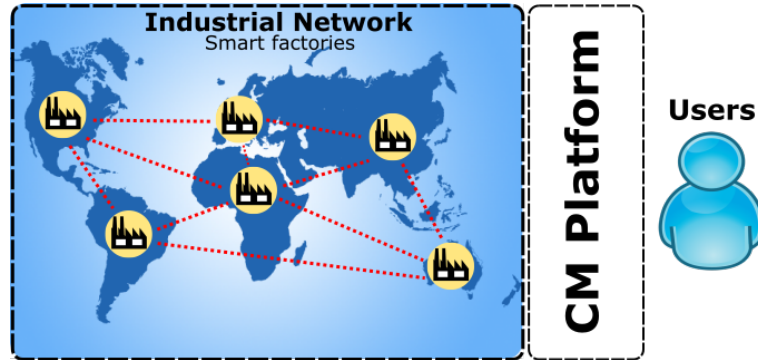 Industrial Network
Smart factories
CM Platform
Users